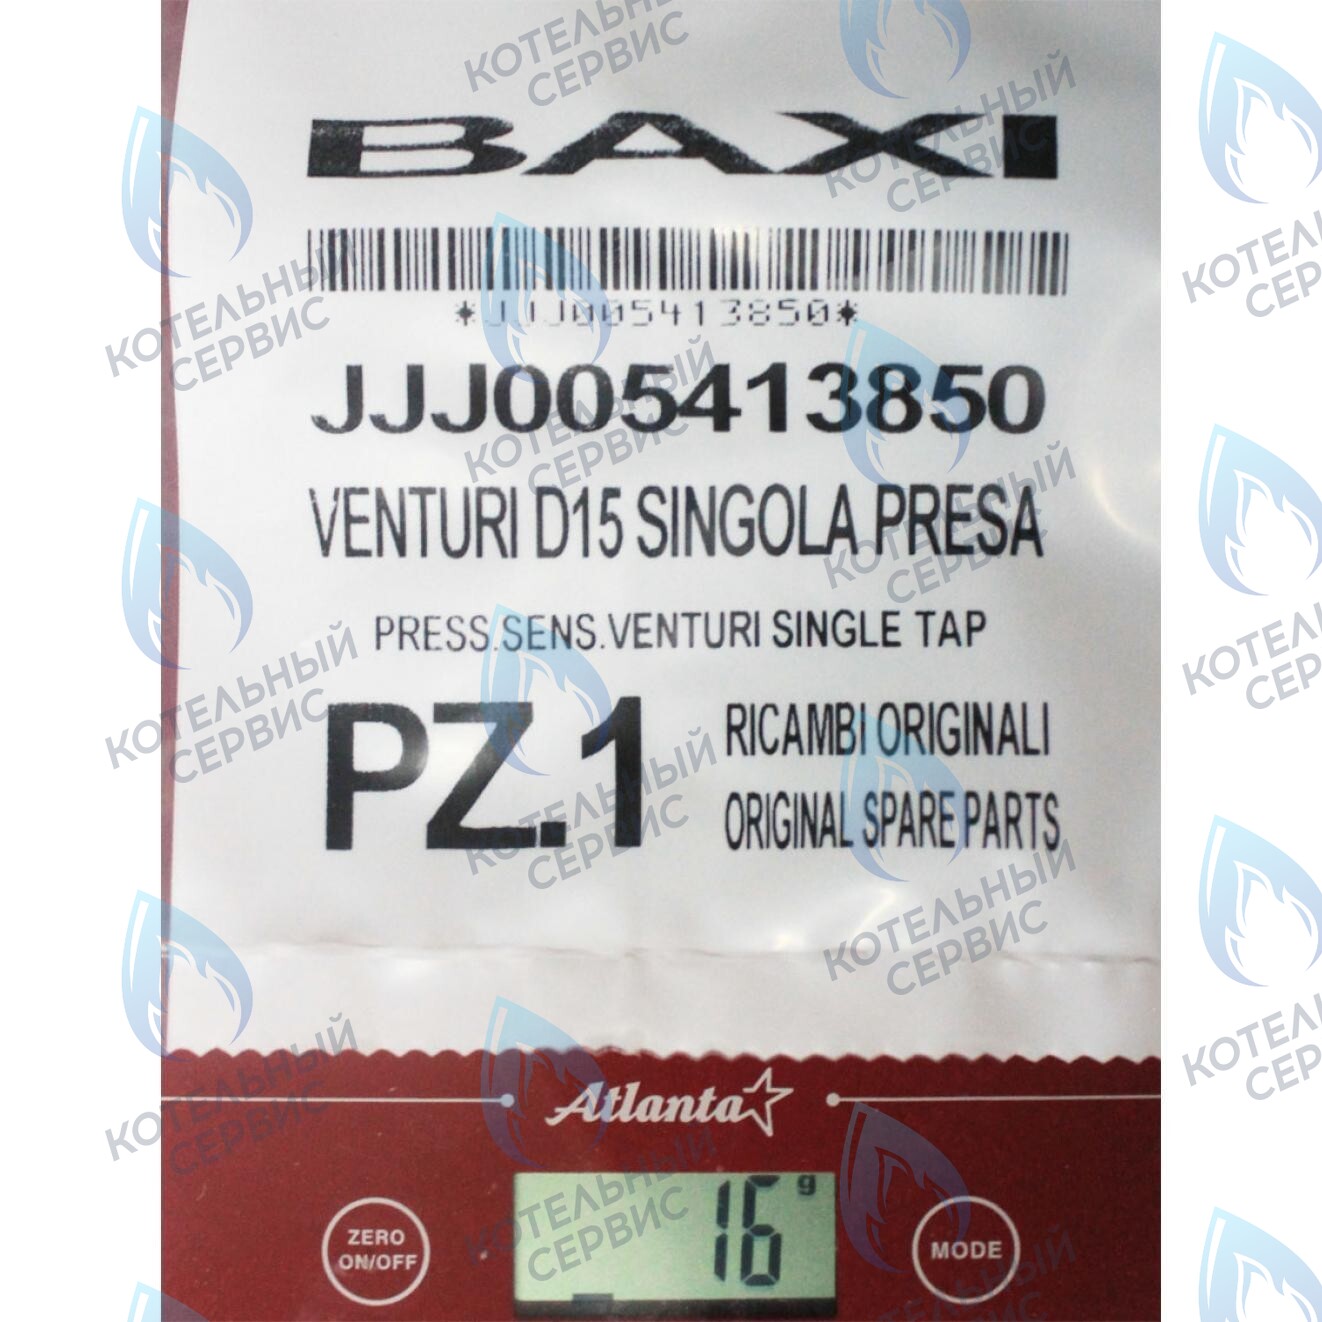 BAXI
*JJJ005413850*
JJJ005413850
VENTURI D15 SINGOLA PRESA
PRESS.SENS.VENTURI SINGLE TAP
PZ.1
RICAMBI ORIGINALI
ORIGINAL SPARE PARTS
Atlanta
ZERO
ON/OFF
16 g
MODE
КОТЕЛЬНЫЙ
СЕРВИС